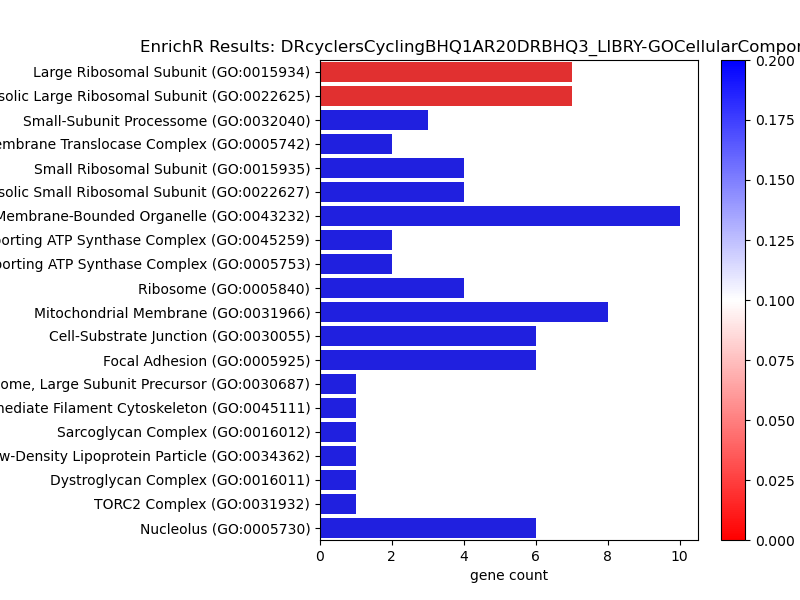 EnrichR Results: DRcyclersCyclingBHQ1AR20DRBHQ3_LIBRY-GOCellularCompor
Large Ribosomal Subunit (GO:0015934)
solic Large Ribosomal Subunit (GO:0022625)
Small-Subunit Processome (GO:0032040)
embrane Translocase Complex (GO:0005742)
Small Ribosomal Subunit (GO:0015935)
solic Small Ribosomal Subunit (GO:0022627)
Membrane-Bounded Organelle (GO:0043232)
orting ATP Synthase Complex (GO:0045259)
orting ATP Synthase Complex (GO:0005753)
Ribosome (GO:0005840)
Mitochondrial Membrane (GO:0031966)
Cell-Substrate Junction (GO:0030055)
Focal Adhesion (GO:0005925)
ome, Large Subunit Precursor (GO:0030687)
nediate Filament Cytoskeleton (GO:0045111)
Sarcoglycan Complex (GO:0016012)
w-Density Lipoprotein Particle (GO:0034362)
Dystroglycan Complex (GO:0016011)
TORC2 Complex (GO:0031932)
Nucleolus (GO:0005730)
0 2 4 6 8 10
gene count
0.200
0.175
0.150
0.125
0.100
0.075
0.050
0.025
0.000